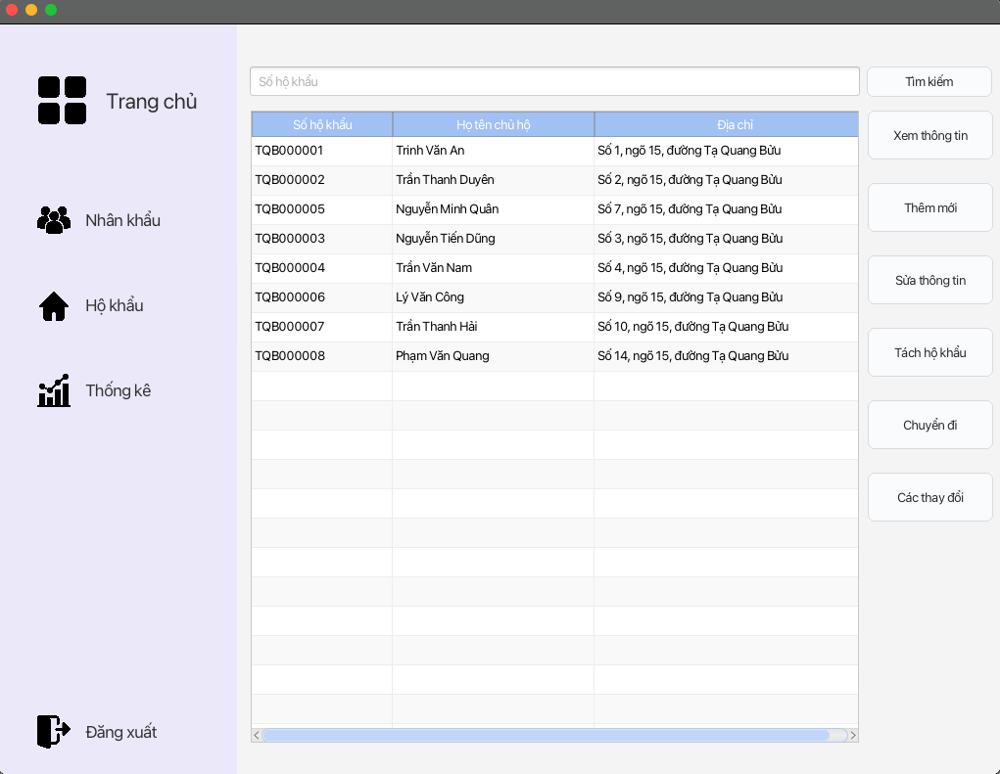 Trang chủ
Nhân khẩu
Hộ khẩu
Thống kê
Đăng xuất
Số hộ khẩu
Tìm kiếm
Số hộ khẩu Họ tên chủ hộ Địa chỉ
TQB000001 Trinh Văn An Số 1, ngõ 15, đường Tạ Quang Bửu
TQB000002 Trần Thanh Duyên Số 2, ngõ 15, đường Tạ Quang Bửu
TQB000005 Nguyễn Minh Quân Số 7, ngõ 15, đường Tạ Quang Bửu
TQB000003 Nguyễn Tiến Dũng Số 3, ngõ 15, đường Tạ Quang Bửu
TQB000004 Trần Văn Nam Số 4, ngõ 15, đường Tạ Quang Bửu
TQB000006 Lý Văn Công Số 9, ngõ 15, đường Tạ Quang Bửu
TQB000007 Trần Thanh Hải Số 10, ngõ 15, đường Tạ Quang Bửu
TQB000008 Phạm Văn Quang Số 14, ngõ 15, đường Tạ Quang Bửu
Xem thông tin
Thêm mới
Sửa thông tin
Tách hộ khẩu
Chuyển đi
Các thay đổi